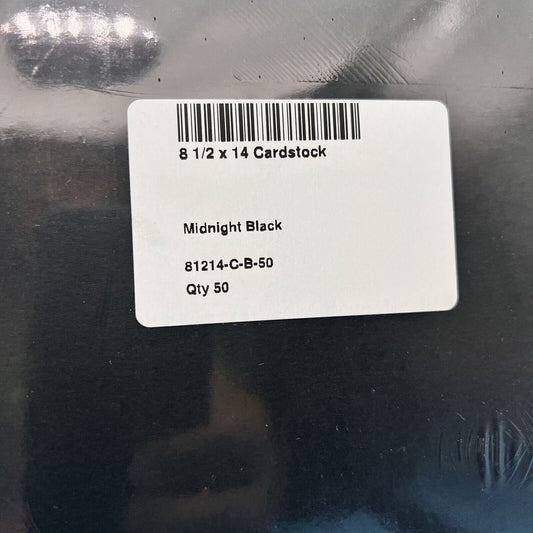 8 1/2 x 14 Cardstock
Midnight Black
81214-C-B-50
Qty 50